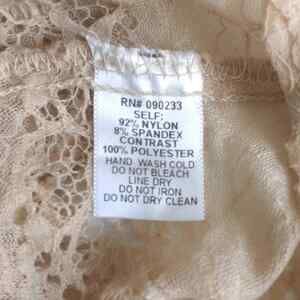 RN# 090233
SELF:
92% NYLON
8% SPANDEX
CONTRAST
100% POLYESTER
HAND WASH COLD
DO NOT BLEACH
LINE DRY
DO NOT IRON
DO NOT DRY CLEAN